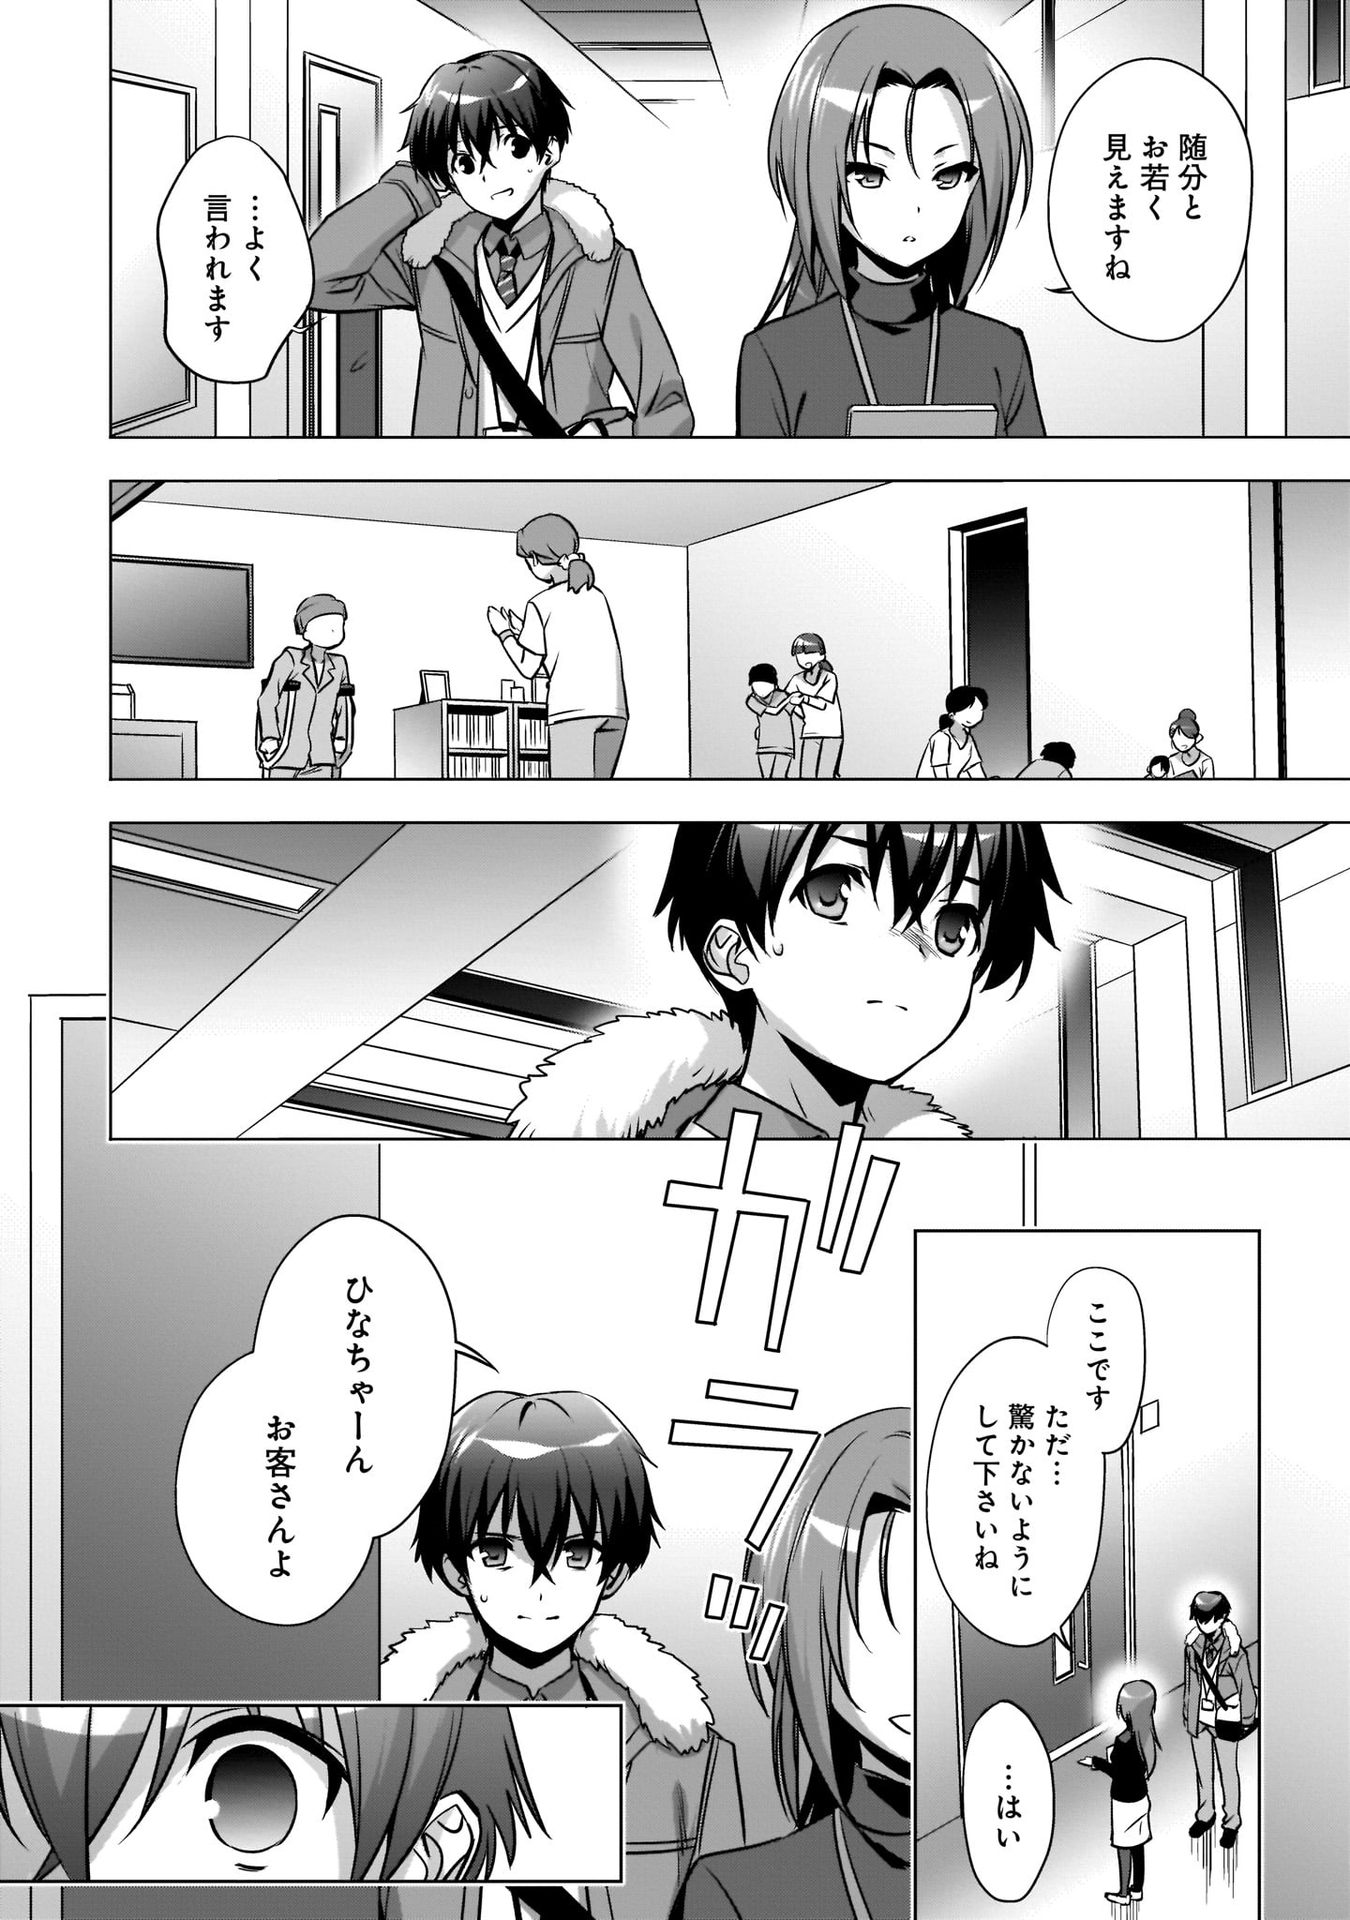 随分と
お若く
見えますね
…よく
言われます
ここです
ただ…
驚かないように
して下さいね
…はい
ガラッ
ひなちゃーん
お客さんよ